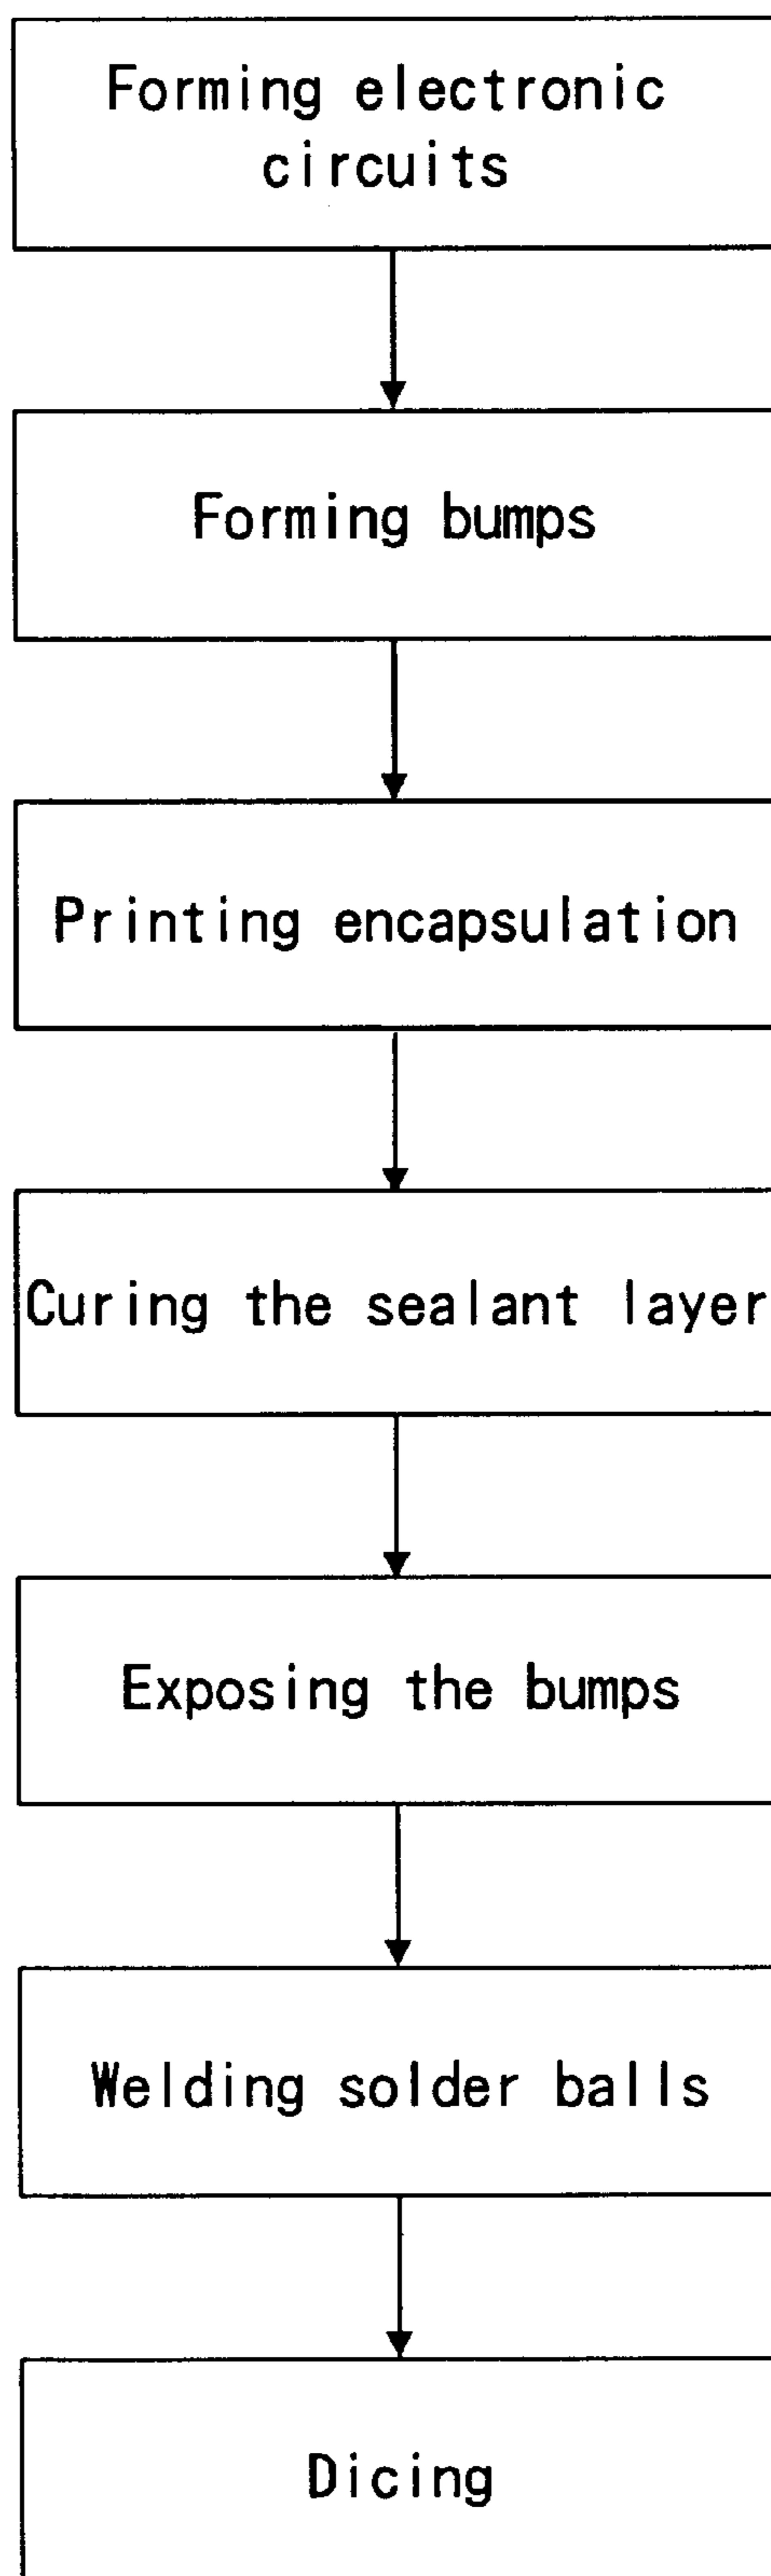 Forming electronic
circuits
Forming bumps
Printing encapsulation
Curing the sealant layer
Exposing the bumps
Welding solder balls
Dicing